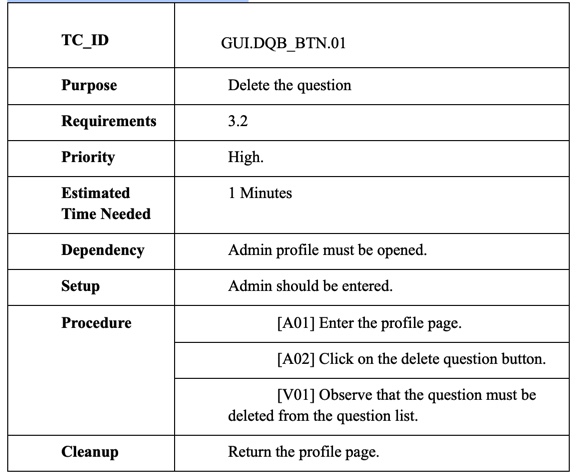 TC_ID GUI.DQB_BTN.01
Purpose Delete the question
Requirements 3.2
Priority High.
Estimated 1 Minutes
Time Needed
Dependency Admin profile must be opened.
Setup Admin should be entered.
Procedure [A01] Enter the profile page.
[A02] Click on the delete question button.
[V01] Observe that the question must be
deleted from the question list.
Cleanup Return the profile page.